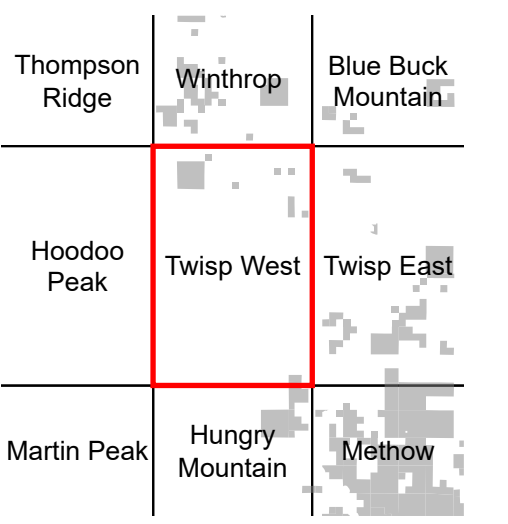 Thompson
Ridge
Winthrop
Blue Buck
Mountain
Hoodoo
Peak
Twisp West
Twisp East
Martin Peak
Hungry
Mountain
Methow